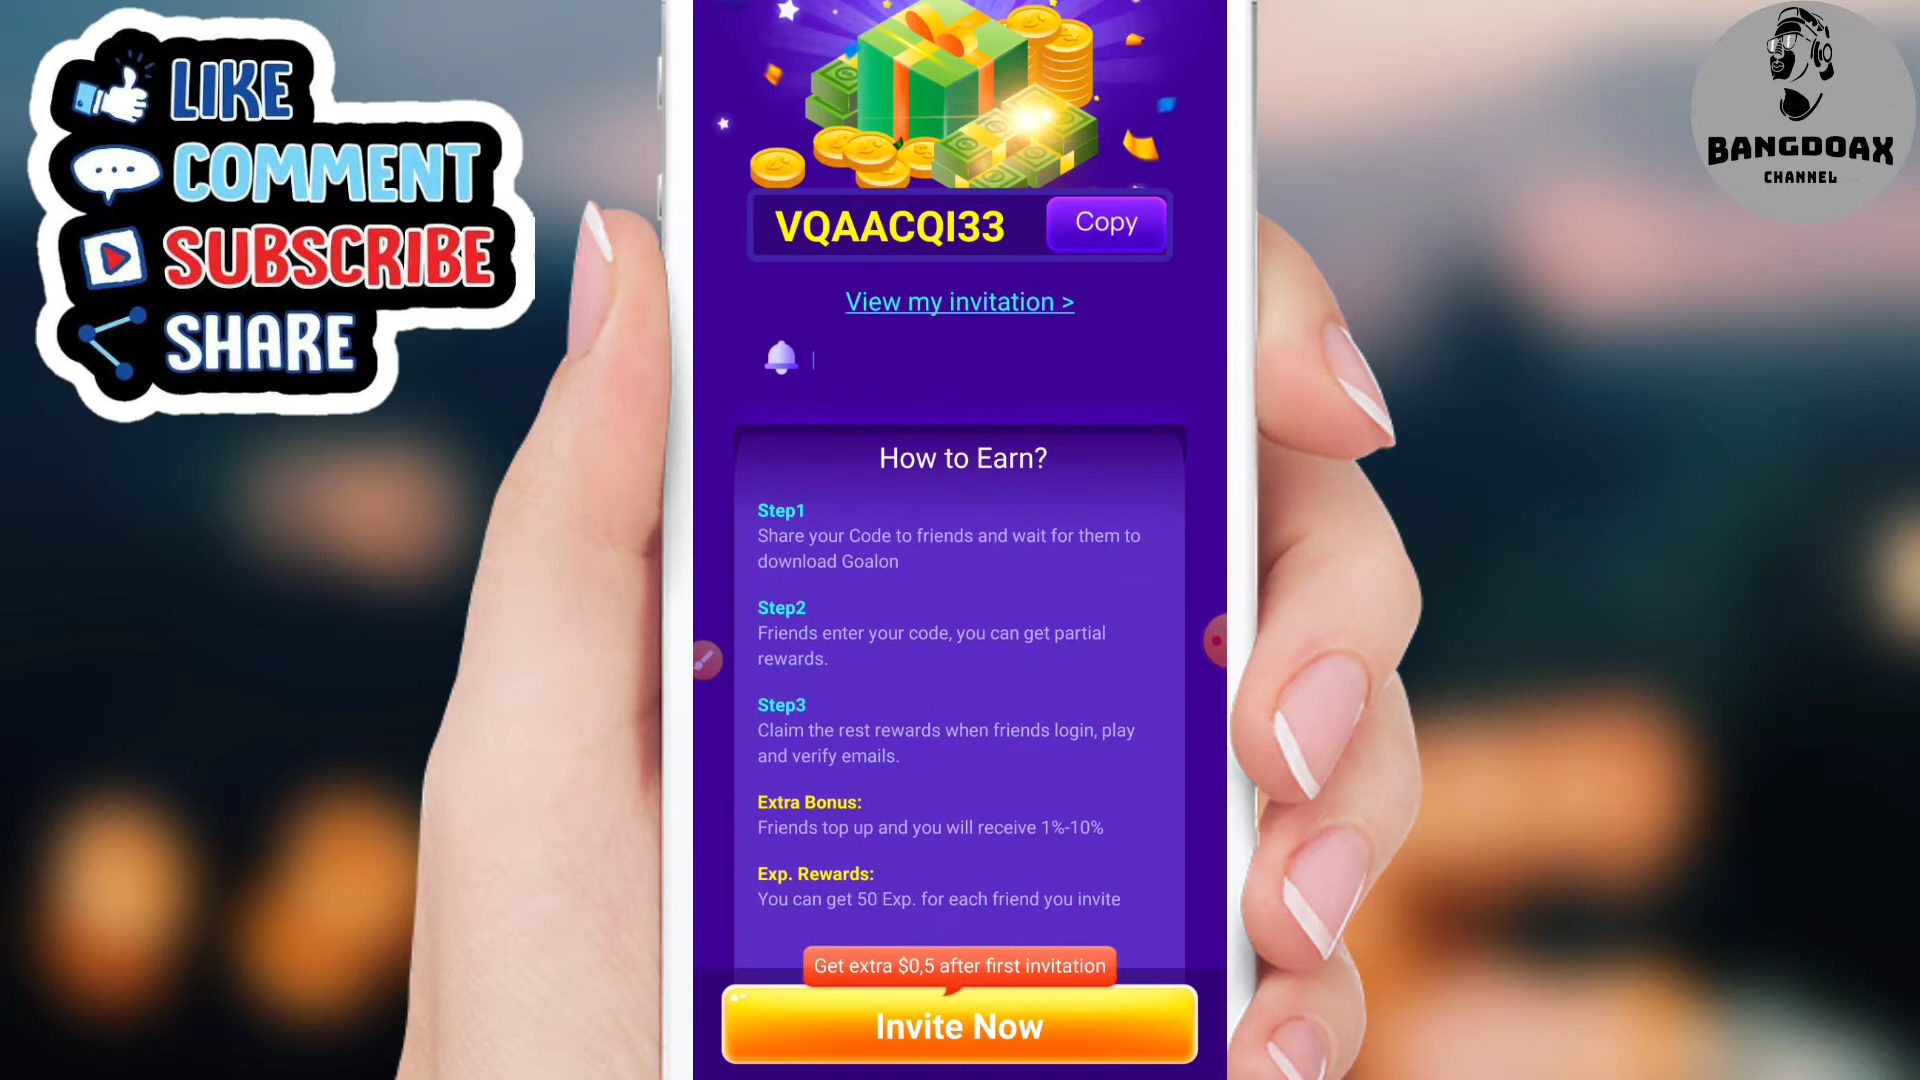 LIKE
COMMENT
SUBSCRIBE
SHARE
BANGDOAX
CHANNEL
VQAACQI33
Copy
View my invitation >
How to Earn?
Step1
Share your Code to friends and wait for them to
download Goalon
Step2
Friends enter your code, you can get partial
rewards.
Step3
Claim the rest rewards when friends login, play
and verify emails.
Extra Bonus:
Friends top up and you will receive 1%-10%
Exp. Rewards:
You can get 50 Exp. for each friend you invite
Get extra $0,5 after first invitation
Invite Now